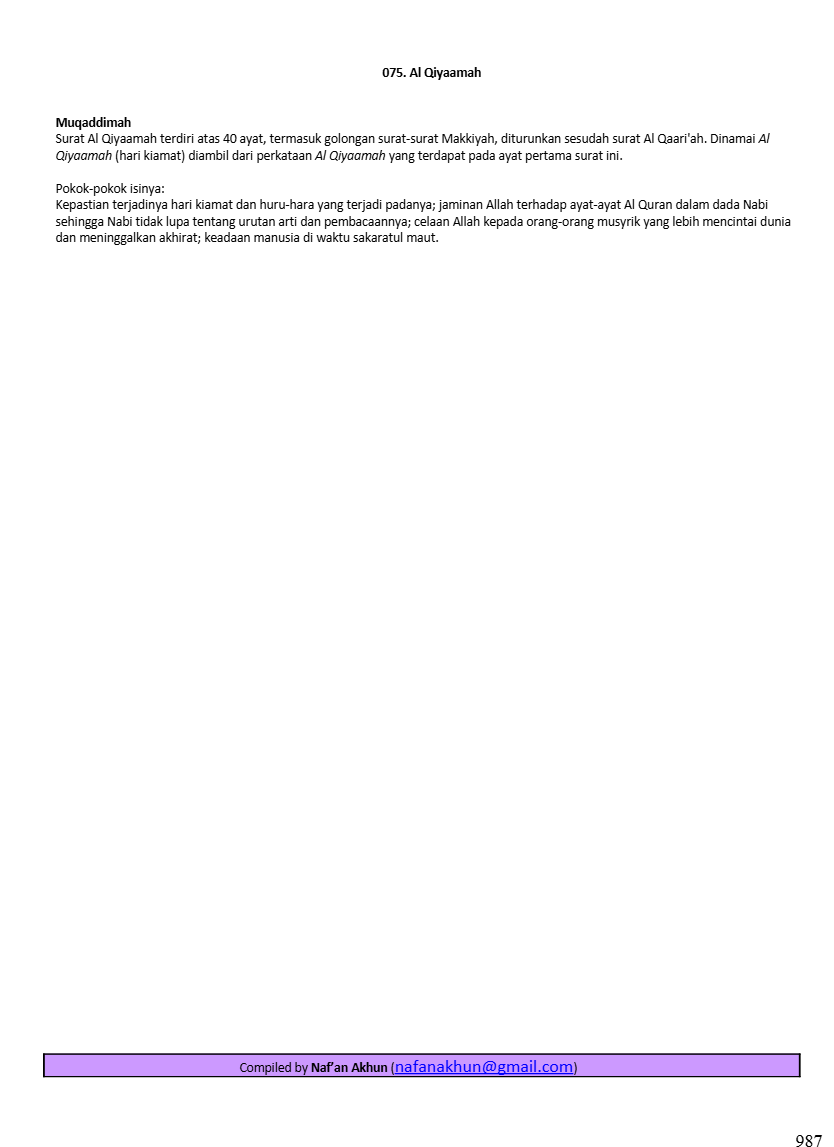 075. Al Qiyaamah
Muqaddimah
Surat Al Qiyaamah terdiri atas 40 ayat, termasuk golongan surat-surat Makkiyah, diturunkan sesudah surat Al Qaari'ah. Dinamai Al
Qiyaamah (hari kiamat) diambil dari perkataan Al Qiyaamah yang terdapat pada ayat pertama surat ini.
Pokok-pokok isinya:
Kepastian terjadinya hari kiamat dan huru-hara yang terjadi padanya; jaminan Allah terhadap ayat-ayat Al Quran dalam dada Nabi
sehingga Nabi tidak lupa tentang urutan arti dan pembacaannya; celaan Allah kepada orang-orang musyrik yang lebih mencintai dunia
dan meninggalkan akhirat; keadaan manusia di waktu sakaratul maut.
Compiled by Naf’an Akhun (nafanakhun@gmail.com)
987